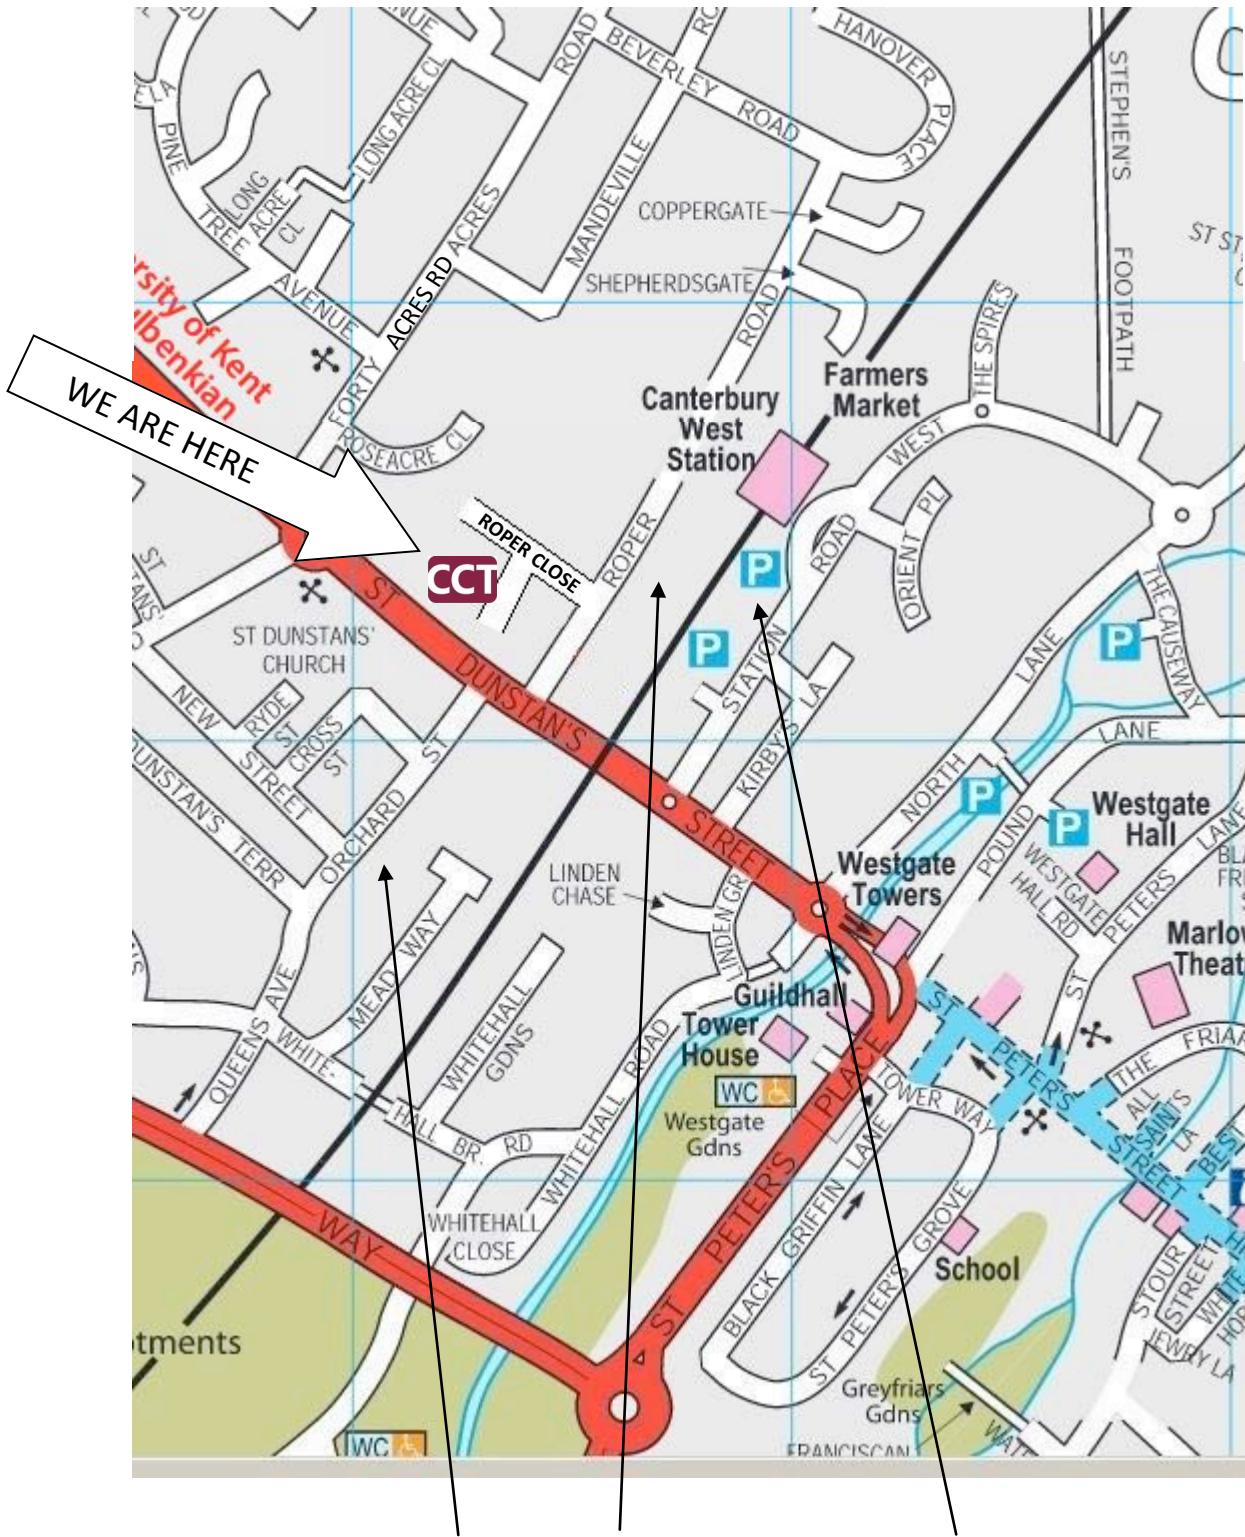 HANOVER PLACE
ROAD
BEVERLEY ROAD
STEPHEN'S FOOTPATH
PINE TREE AVENUE
LONG ACRE CL
LONG
ACRE
CL
FORTY ACRES RD
ACRES
ROAD
MANDEVILLE
COPPERGATE
SHEPHERDSGATE
ROAD
THE SPIRES
University of Kent
WE ARE HERE
ROSEACRE CL
Canterbury
West
Station
Farmers
Market
WEST
ROAD
ORIENT PL
ROPER CLOSE
ROPER
CCT
P
P
P
ST DUNSTANS'
CHURCH
ST DUNSTAN'S STREET
STATION
KIRBY'S LA
LANE
THE CAUSEWAY
LANE
NEW STREET
RYDE
ST
CROSS
ST
DUNSTAN'S TERR
ORCHARD ST
NORTH
P
P
POUND
Westgate
Hall
WESTGATE
HALL RD
ST PETERS LANE
LINDEN
CHASE
LINDEN GR
Westgate
Towers
MEAD WAY
QUEENS AVE
WHITE-
HALL BR. RD
WHITEHALL
GDNS
WHITEHALL ROAD
Guildhall
Tower
House
WC
Westgate
Gdns
ST PETER'S PLACE
TOWER WAY
ST PETER'S STREET
THE FRIARS
ALL
SAINT'S
LA
BEST
WHITEHALL
CLOSE
WAY
BLACK GRIFFIN LANE
ST PETER'S GROVE
School
STOUR
STREET
JEWRY LA
Greyfriars
Gdns
FRANCISCAN
WC